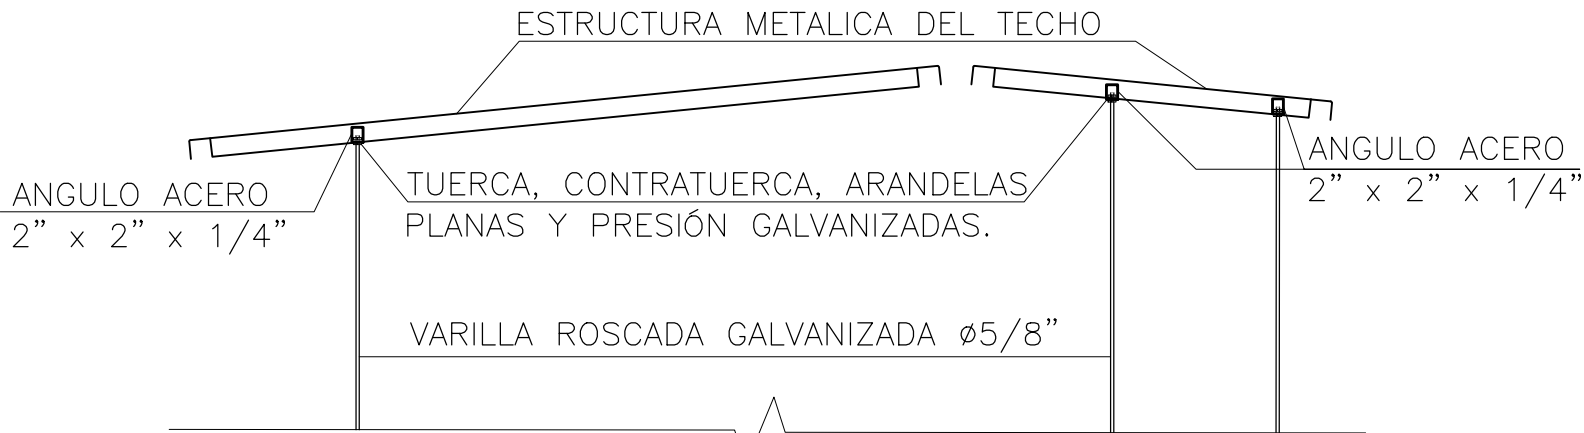 ESTRUCTURA METALICA DEL TECHO
ANGULO ACERO
2” x 2” x 1/4”
TUERCA, CONTRATUERCA, ARANDELAS
PLANAS Y PRESIÓN GALVANIZADAS.
ANGULO ACERO
2” x 2” x 1/4”
VARILLA ROSCADA GALVANIZADA ø5/8”